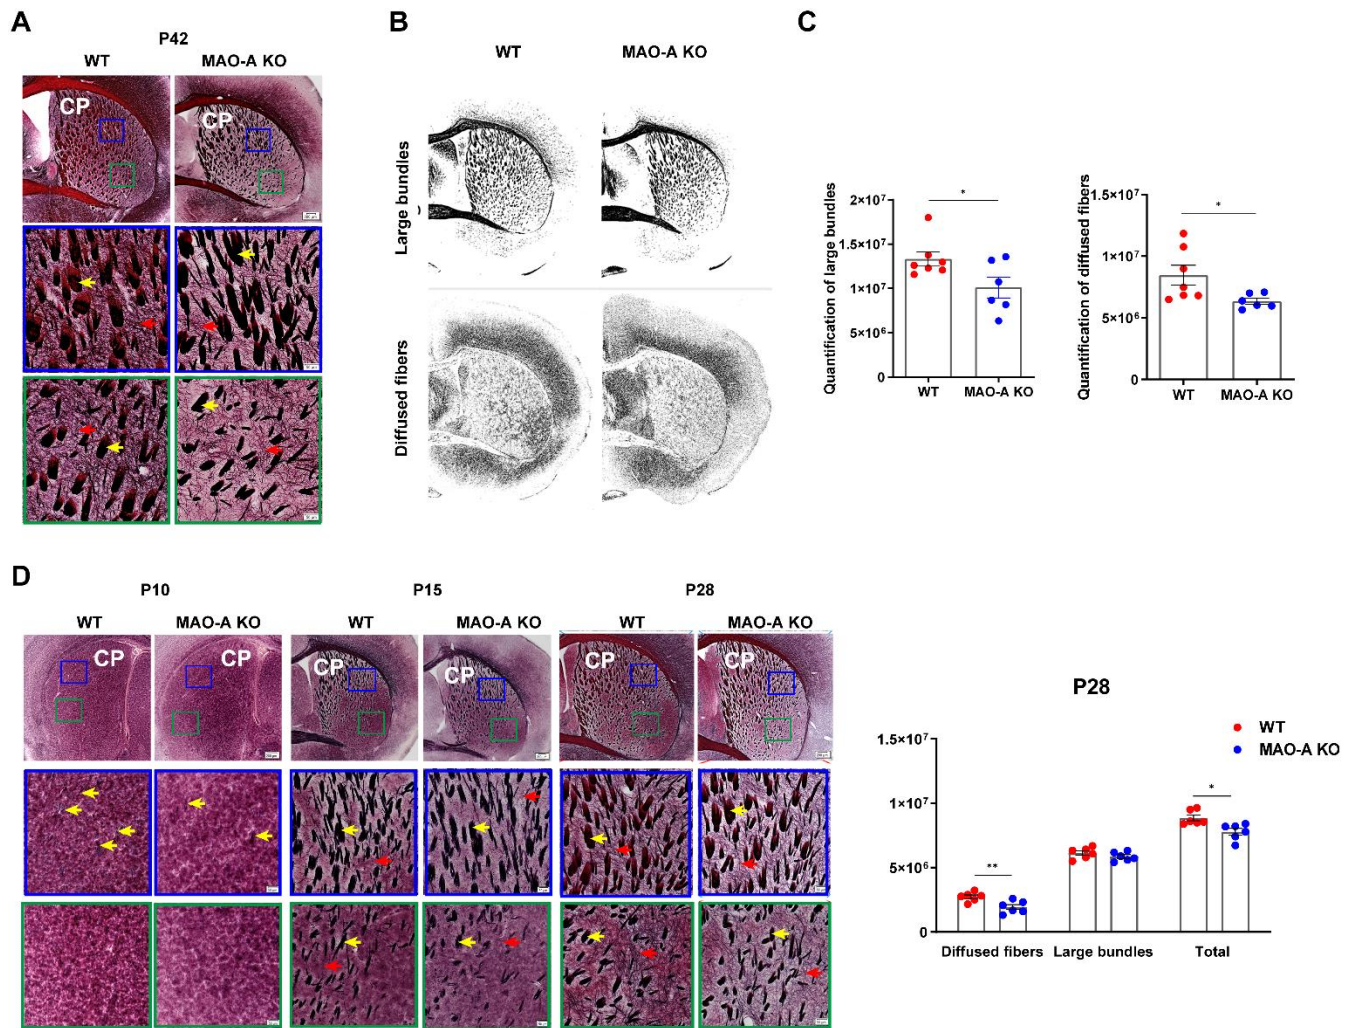 A
P42
WT MAO-A KO
CP CP
B
WT MAO-A KO
Large bundles
Diffused fibers
C
Quantification of large bundles
2×10⁷
1.5×10⁷
1×10⁷
5×10⁶
0
*
WT MAO-A KO
Quantification of diffused fibers
1.5×10⁷
1×10⁷
5×10⁶
0
*
WT MAO-A KO
D
P10 P15 P28
WT MAO-A KO WT MAO-A KO WT MAO-A KO
CP CP CP CP CP CP
P28
WT
MAO-A KO
1.5×10⁷
1×10⁷
5×10⁶
0
** *
Diffused fibers Large bundles Total